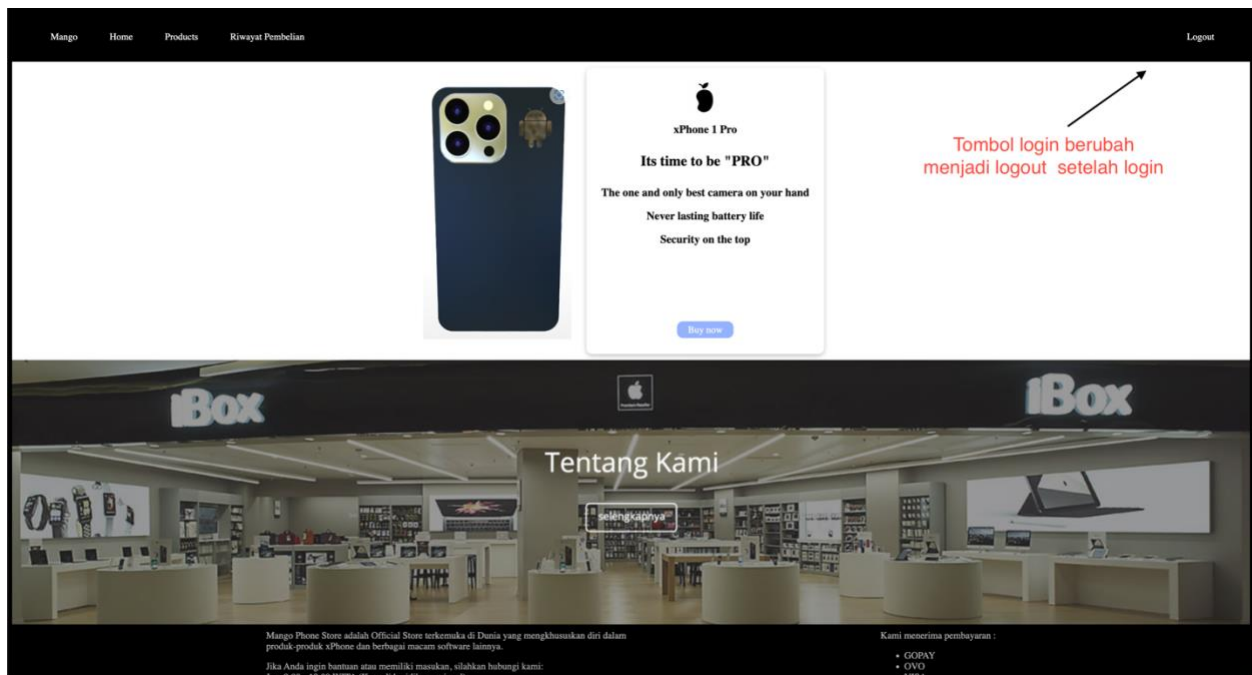 Mango Home Products Riwayat Pembelian Logout
xPhone 1 Pro
Its time to be "PRO"
The one and only best camera on your hand
Never lasting battery life
Security on the top
Buy now
Tombol login berubah
menjadi logout setelah login
iBox
iBox
Tentang Kami
selengkapnya
Mango Phone Store adalah Official Store terkemuka di Dunia yang mengkhususkan diri dalam
produk-produk xPhone dan berbagai macam software lainnya.
Jika Anda ingin bantuan atau memiliki masukan, silahkan hubungi kami:
Kami menerima pembayaran :
• GOPAY
• OVO